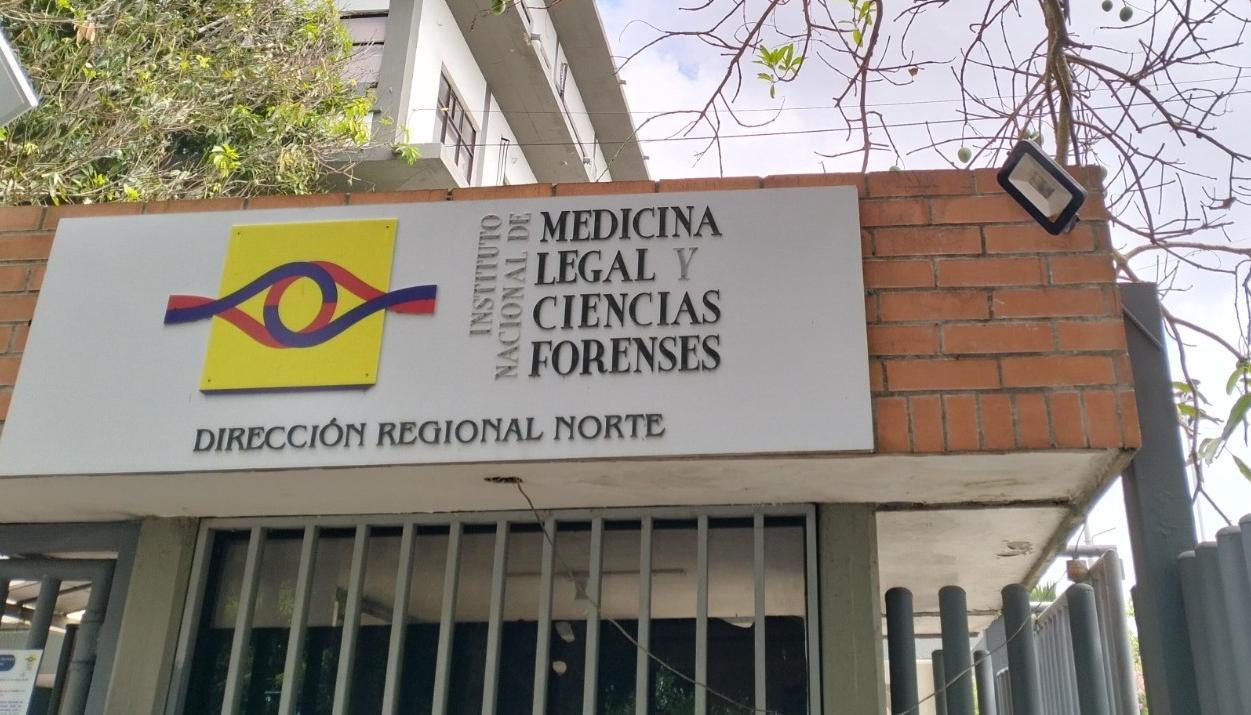 INSTITUTO
NACIONAL DE
MEDICINA
LEGAL Y
CIENCIAS
FORENSES
DIRECCIÓN REGIONAL NORTE